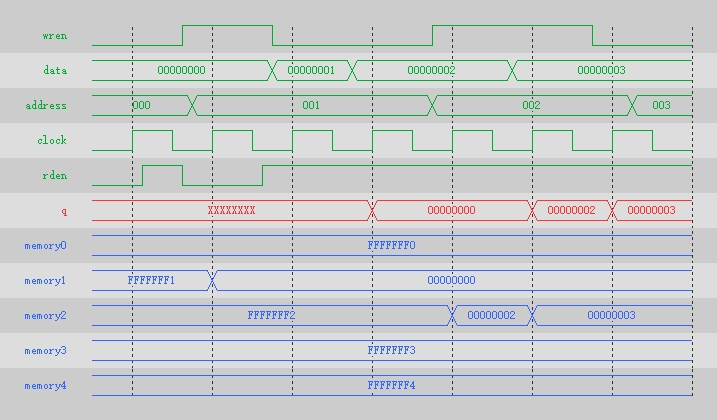 wren
data 00000000 00000001 00000002 00000003
address 000 001 002 003
clock
rden
q XXXXXXXX 00000000 00000002 00000003
memory0 FFFFFFF0
memory1 FFFFFFF1 00000000
memory2 FFFFFFF2 00000002 00000003
memory3 FFFFFFF3
memory4 FFFFFFF4